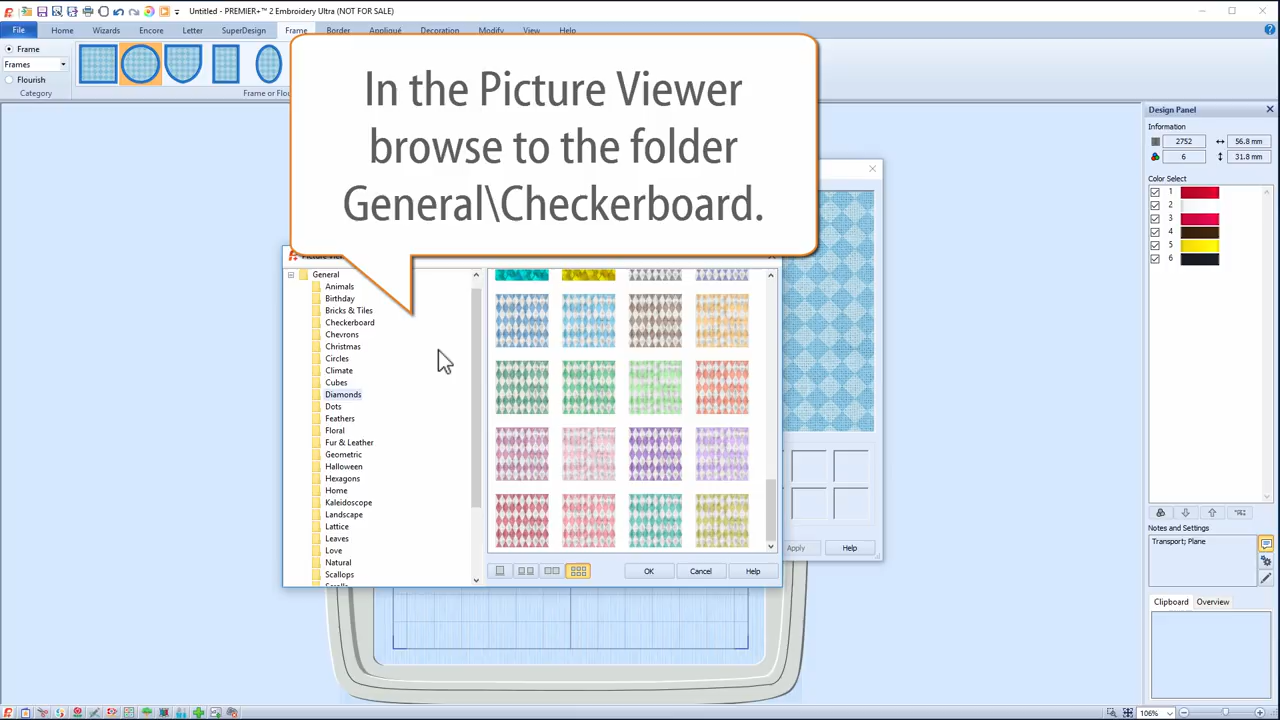 Untitled - PREMIER+™ 2 Embroidery Ultra (NOT FOR SALE)
File Home Wizards Encore Letter SuperDesign Frame Border Appliqué Decoration Modify View Help
Frame
Frames
Flourish
Category
Frame or Flo
In the Picture Viewer
browse to the folder
General\Checkerboard.
General
Animals
Birthday
Bricks & Tiles
Checkerboard
Chevrons
Christmas
Circles
Climate
Cubes
Diamonds
Dots
Feathers
Floral
Fur & Leather
Geometric
Halloween
Hexagons
Home
Kaleidoscope
Landscape
Lattice
Leaves
Love
Natural
Scallops
OK Cancel Help
Apply Help
Design Panel
Information
2752 56.8 mm
6 31.8 mm
Color Select
1
2
3
4
5
6
Notes and Settings
Transport; Plane
Clipboard Overview
106%